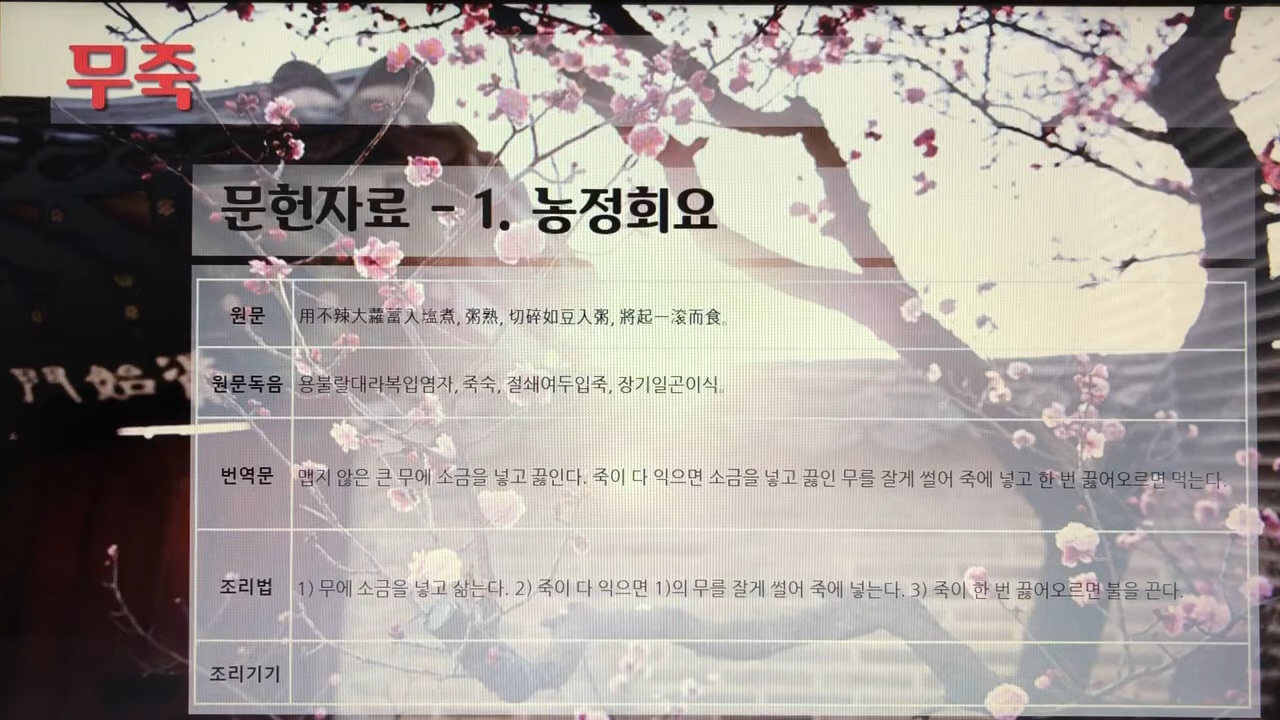 무죽
문헌자료 - 1. 농정회요
원문 用不辣大蘿葍入塩煮, 粥熟, 切碎如豆入粥, 將起一滚而食。
원문독음 용불랄대라복입염자, 죽숙, 절쇄여두입죽, 장기일곤이식。
번역문 맵지 않은 큰 무에 소금을 넣고 끓인다. 죽이 다 익으면 소금을 넣고 끓인 무를 잘게 썰어 죽에 넣고 한 번 끓어오르면 먹는다.
조리법 1) 무에 소금을 넣고 삶는다. 2) 죽이 다 익으면 1)의 무를 잘게 썰어 죽에 넣는다. 3) 죽이 한 번 끓어오르면 불을 끈다.
조리기기
門始